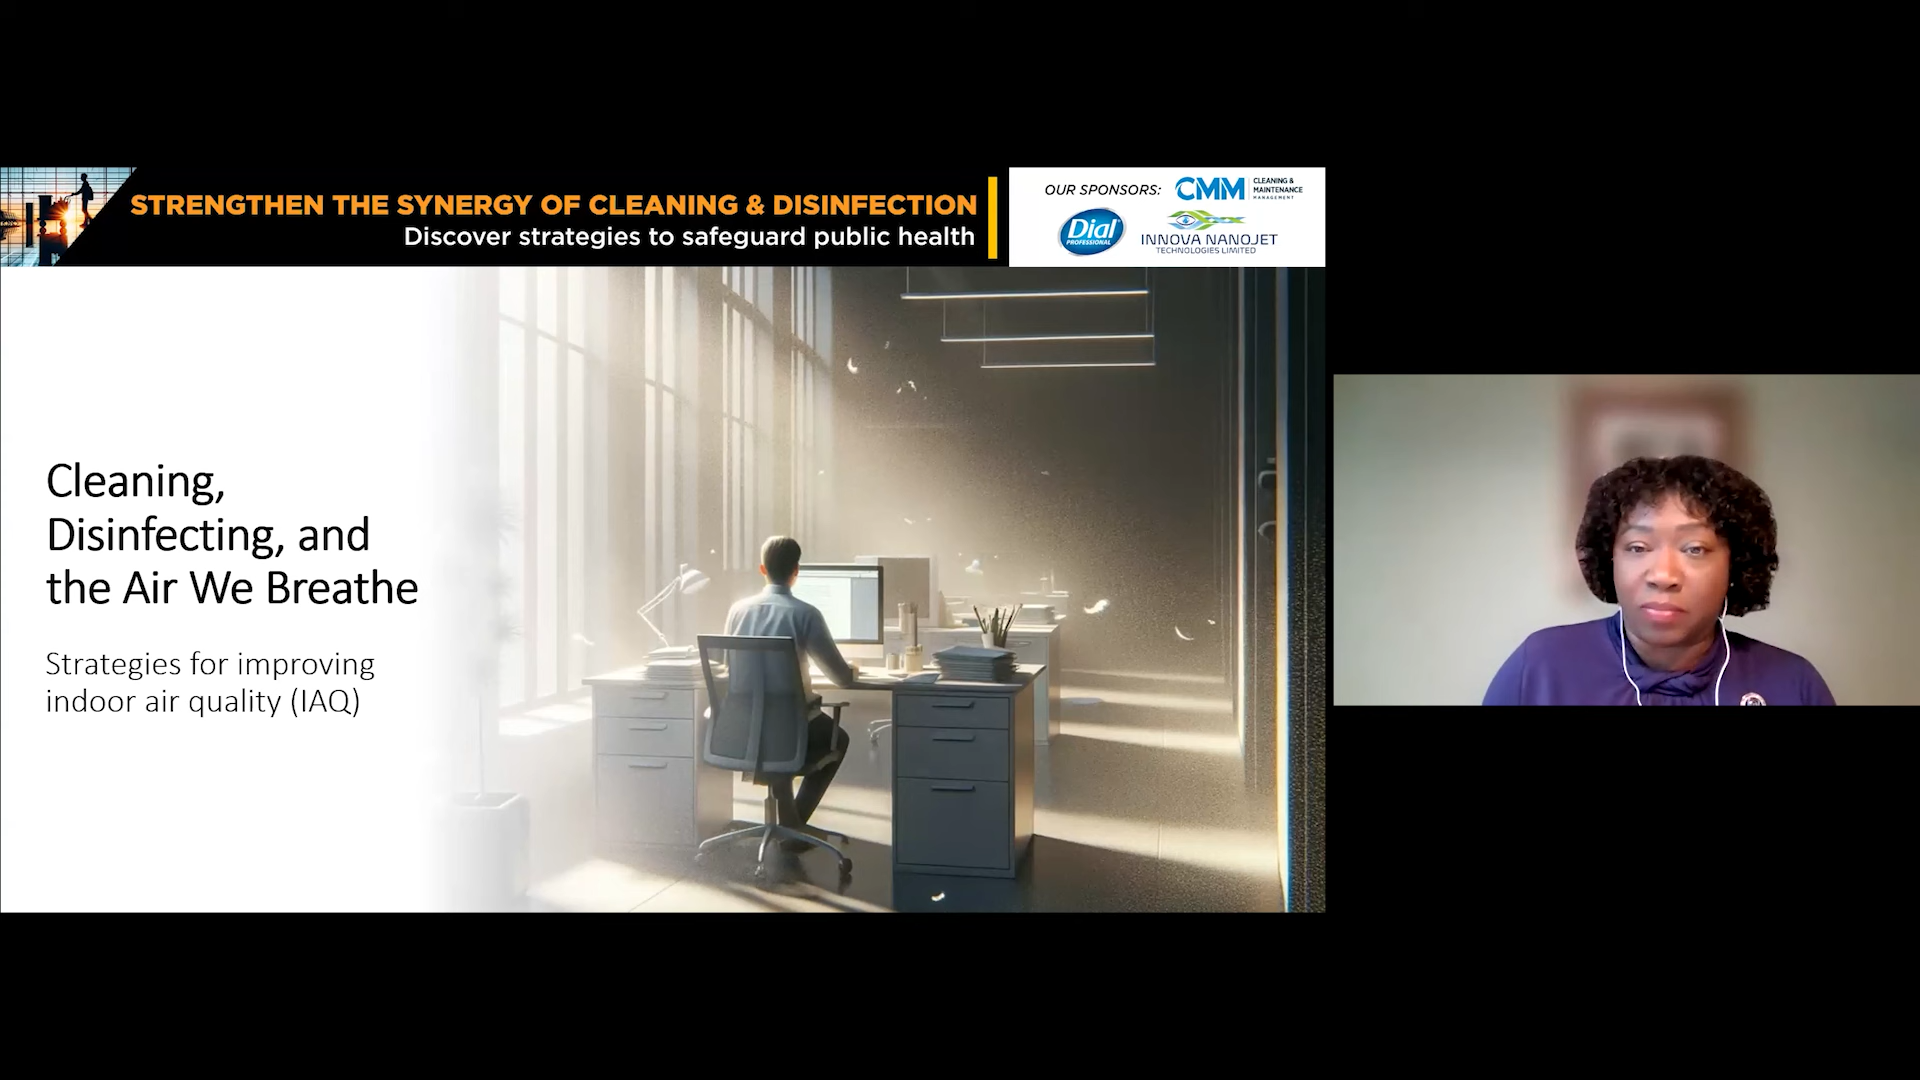 STRENGTHEN THE SYNERGY OF CLEANING & DISINFECTION
Discover strategies to safeguard public health
OUR SPONSORS:
CMM
CLEANING &
MAINTENANCE
MANAGEMENT
Dial
PROFESSIONAL
INNOVA NANOJET
TECHNOLOGIES LIMITED
Cleaning,
Disinfecting, and
the Air We Breathe
Strategies for improving
indoor air quality (IAQ)